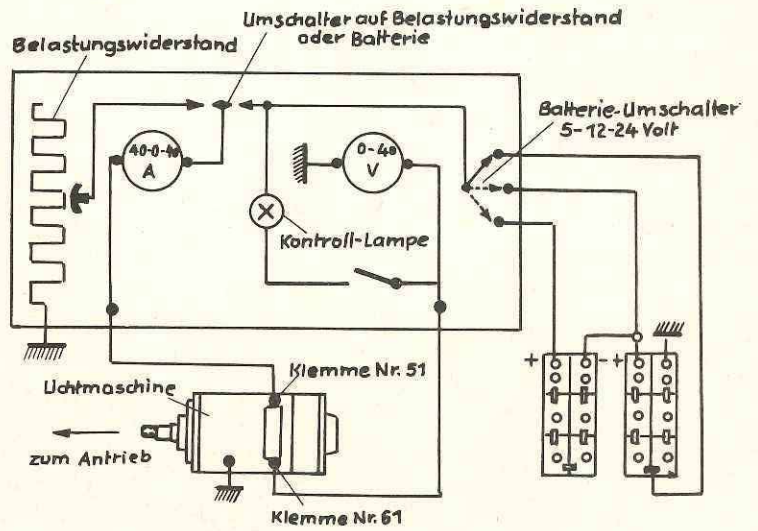 Umschalter auf Belastungswiderstand
oder Batterie
Belastungswiderstand
Batterie-Umschalter
5-12-24 Volt
40-0-40
A
0-40
V
Kontroll-Lampe
+
-
+
Klemme Nr. 51
Lichtmaschine
zum Antrieb
Klemme Nr. 61